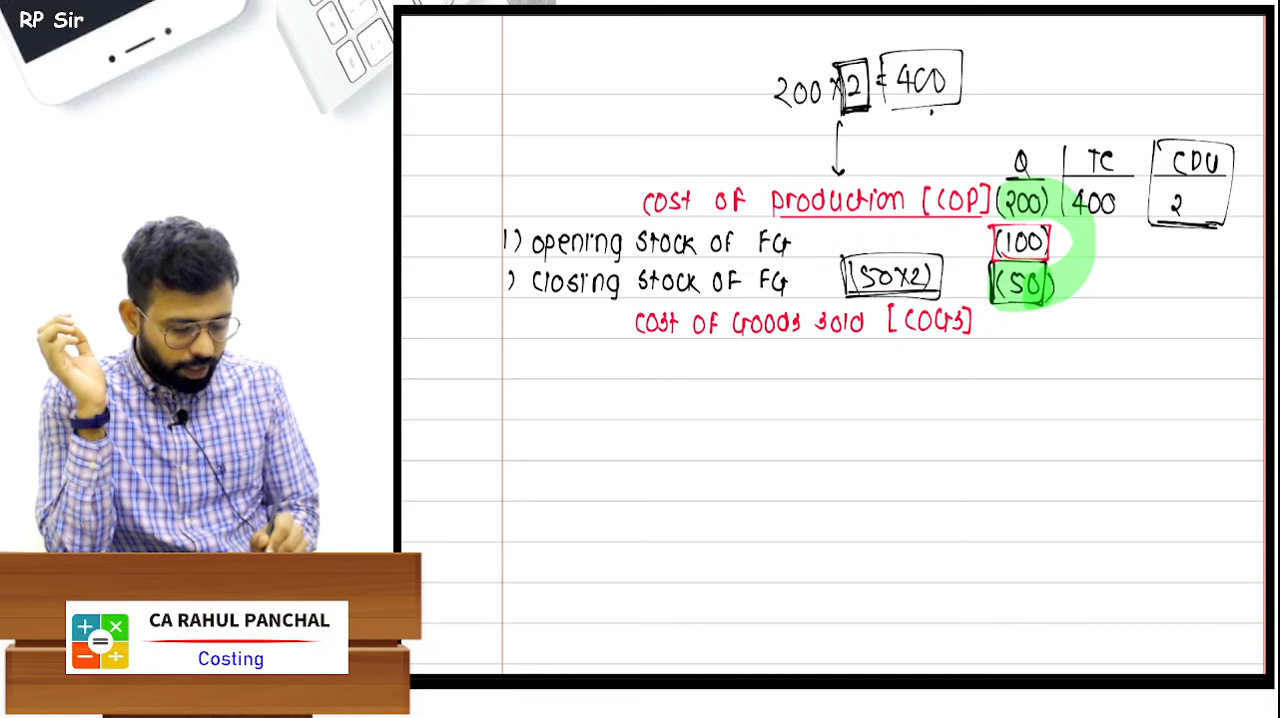 RP Sir
200 × 2 = 400
Q TC CPU
Cost of production [COP] (200) 400 2
1) Opening Stock of FG (100)
) Closing Stock of FG (50×2) (50)
Cost of Goods Sold [COGS]
CA RAHUL PANCHAL
Costing